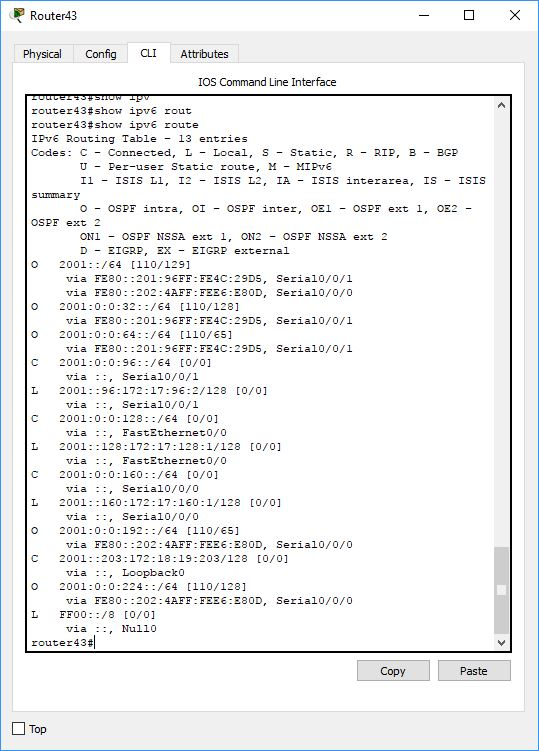 Router43
Physical Config CLI Attributes
IOS Command Line Interface
router43#show ipv
router43#show ipv6 rout
router43#show ipv6 route
IPv6 Routing Table - 13 entries
Codes: C - Connected, L - Local, S - Static, R - RIP, B - BGP
U - Per-user Static route, M - MIPv6
I1 - ISIS L1, I2 - ISIS L2, IA - ISIS interarea, IS - ISIS
summary
O - OSPF intra, OI - OSPF inter, OE1 - OSPF ext 1, OE2 -
OSPF ext 2
ON1 - OSPF NSSA ext 1, ON2 - OSPF NSSA ext 2
D - EIGRP, EX - EIGRP external
O 2001::/64 [110/129]
via FE80::201:96FF:FE4C:29D5, Serial0/0/1
via FE80::202:4AFF:FEE6:E80D, Serial0/0/0
O 2001:0:0:32::/64 [110/128]
via FE80::201:96FF:FE4C:29D5, Serial0/0/1
O 2001:0:0:64::/64 [110/65]
via FE80::201:96FF:FE4C:29D5, Serial0/0/1
C 2001:0:0:96::/64 [0/0]
via ::, Serial0/0/1
L 2001::96:172:17:96:2/128 [0/0]
via ::, Serial0/0/1
C 2001:0:0:128::/64 [0/0]
via ::, FastEthernet0/0
L 2001::128:172:17:128:1/128 [0/0]
via ::, FastEthernet0/0
C 2001:0:0:160::/64 [0/0]
via ::, Serial0/0/0
L 2001::160:172:17:160:1/128 [0/0]
via ::, Serial0/0/0
O 2001:0:0:192::/64 [110/65]
via FE80::202:4AFF:FEE6:E80D, Serial0/0/0
C 2001::203:172:18:19:203/128 [0/0]
via ::, Loopback0
O 2001:0:0:224::/64 [110/128]
via FE80::202:4AFF:FEE6:E80D, Serial0/0/0
L FF00::/8 [0/0]
via ::, Null0
router43#
Copy Paste
Top